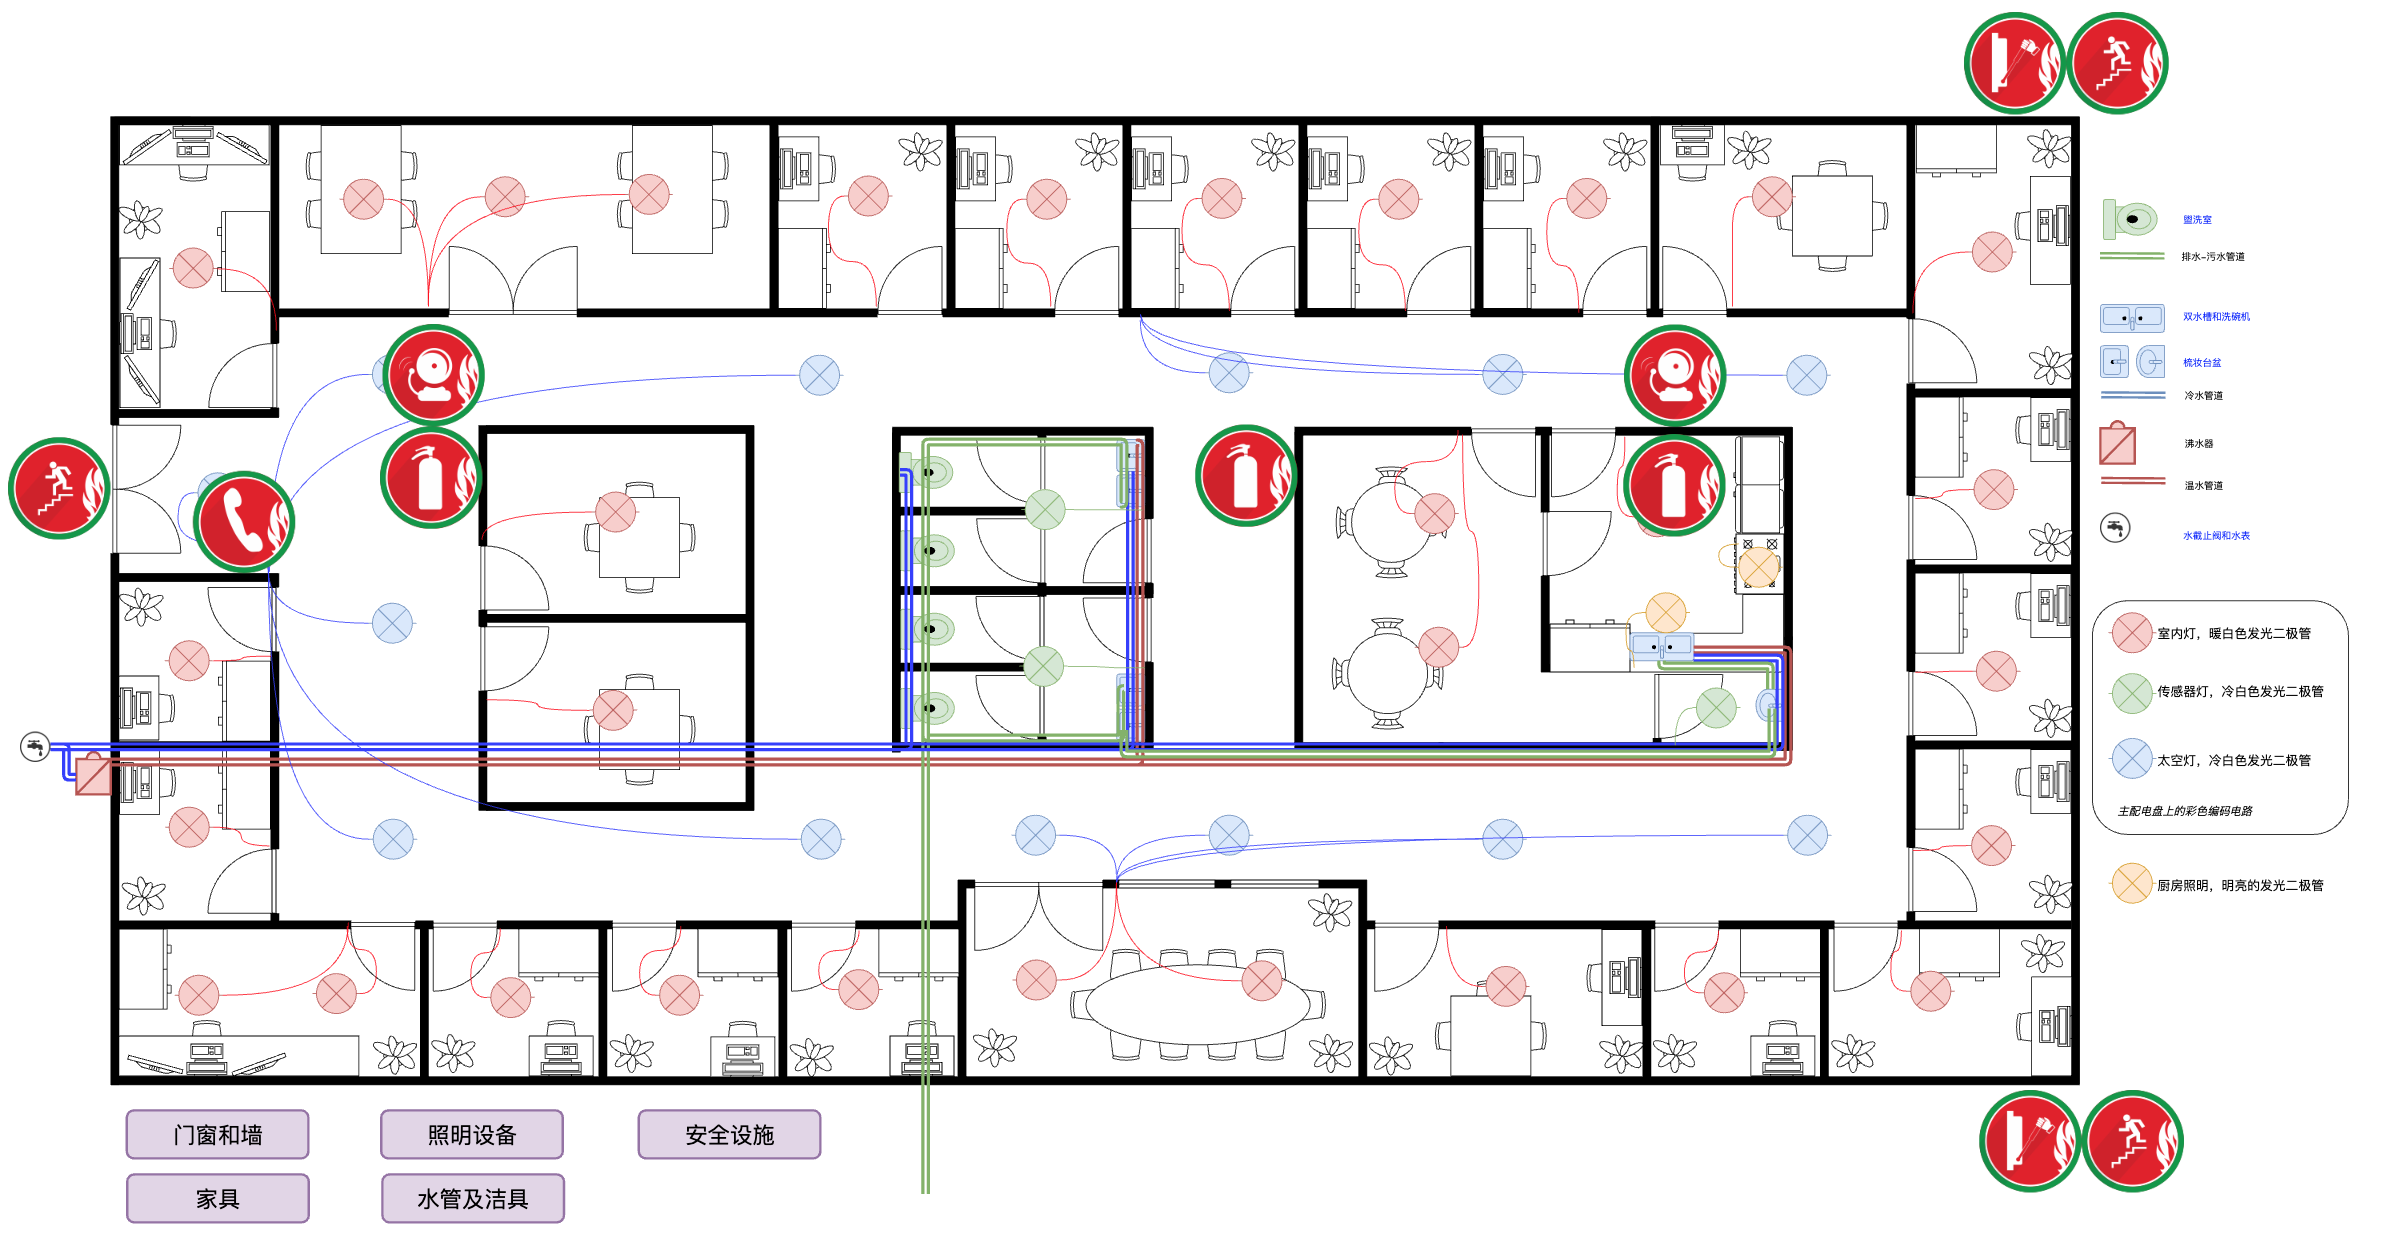 盥洗室
排水-污水管道
双水槽和洗碗机
梳妆台盆
冷水管道
沸水器
温水管道
水截止阀和水表
室内灯，暖白色发光二极管
传感器灯，冷白色发光二极管
太空灯，冷白色发光二极管
主配电盘上的彩色编码电路
厨房照明，明亮的发光二极管
门窗和墙
照明设备
安全设施
家具
水管及洁具